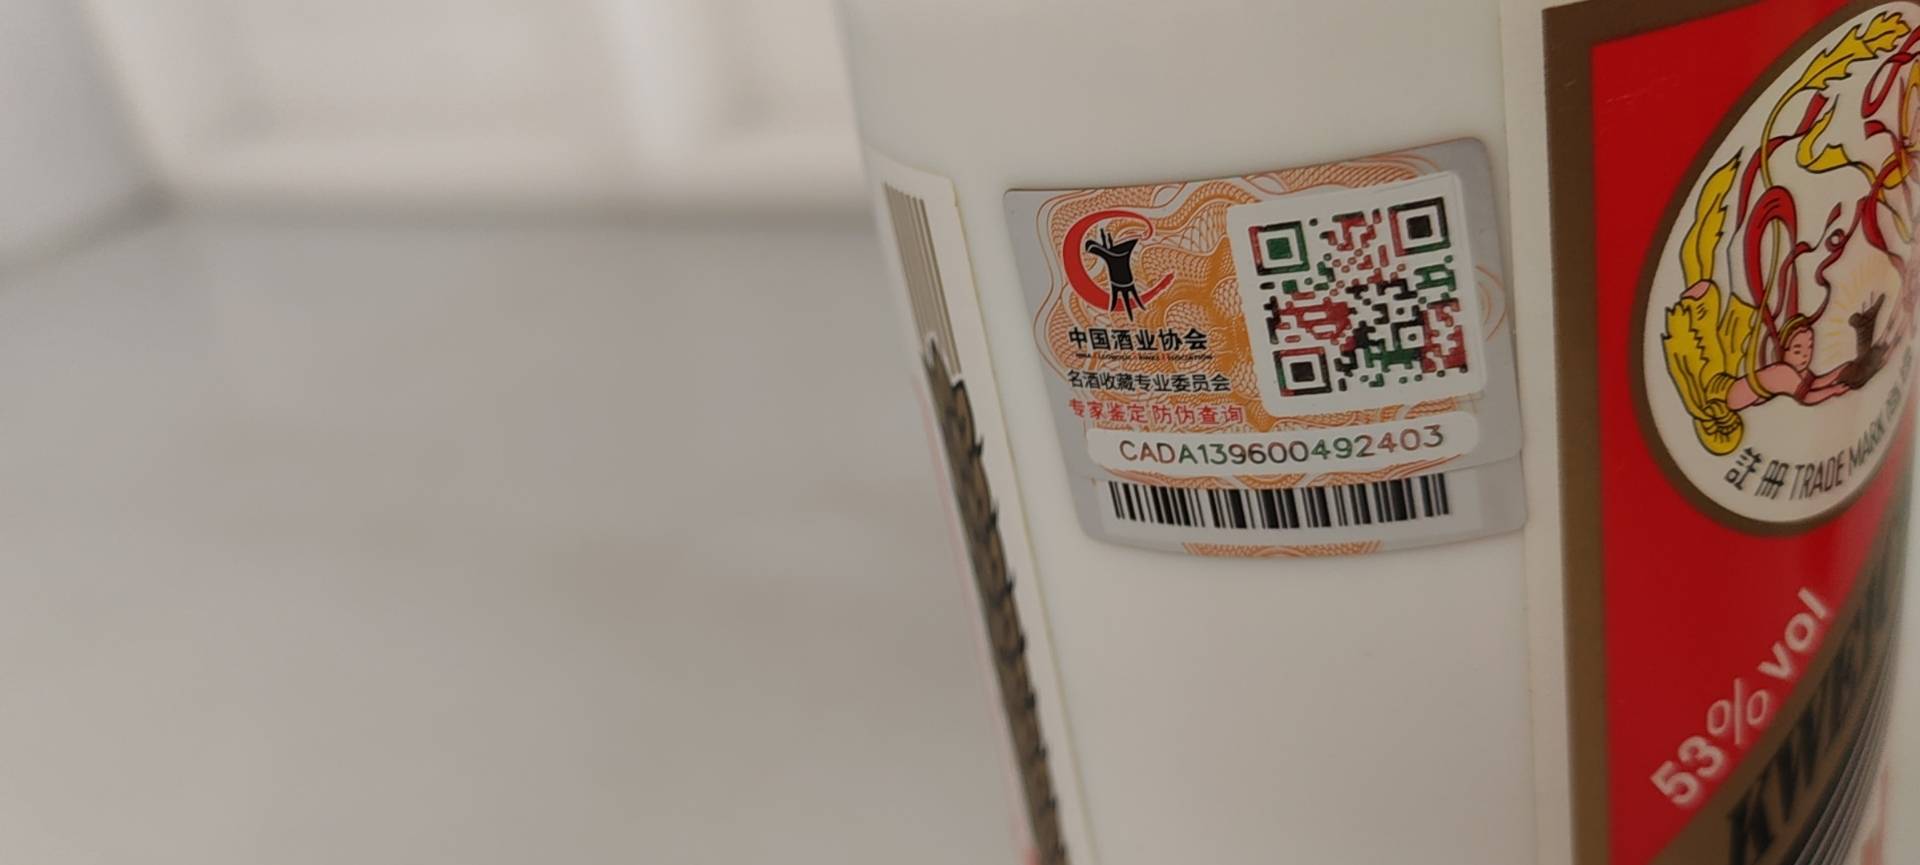 中国酒业协会
名酒收藏专业委员会
专家鉴定防伪查询
CADA139600492403
註册 TRADE MARK
53% vol
KWEI